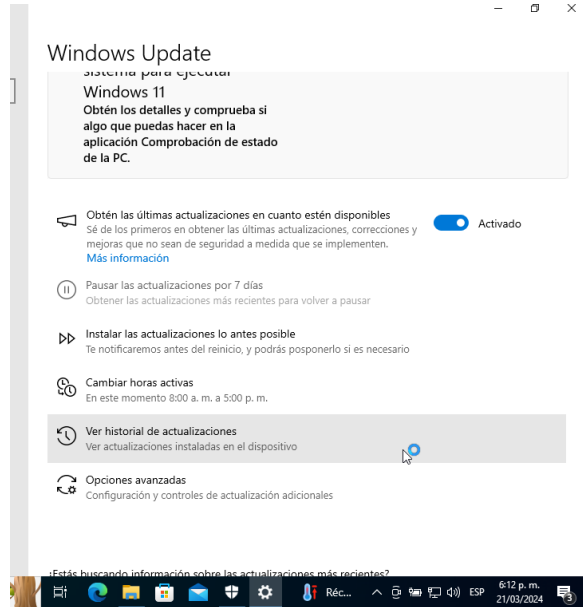 Windows Update
sistema para ejecutar
Windows 11
Obtén los detalles y comprueba si
algo que puedas hacer en la
aplicación Comprobación de estado
de la PC.
Obtén las últimas actualizaciones en cuanto estén disponibles
Sé de los primeros en obtener las últimas actualizaciones, correcciones y
mejoras que no sean de seguridad a medida que se implementen.
Más información
Activado
Pausar las actualizaciones por 7 días
Obtener las actualizaciones más recientes para volver a pausar
Instalar las actualizaciones lo antes posible
Te notificaremos antes del reinicio, y podrás posponerlo si es necesario
Cambiar horas activas
En este momento 8:00 a. m. a 5:00 p. m.
Ver historial de actualizaciones
Ver actualizaciones instaladas en el dispositivo
Opciones avanzadas
Configuración y controles de actualización adicionales
¿Estás buscando información sobre las actualizaciones más recientes?
Réc...
ESP
6:12 p. m.
21/03/2024
3